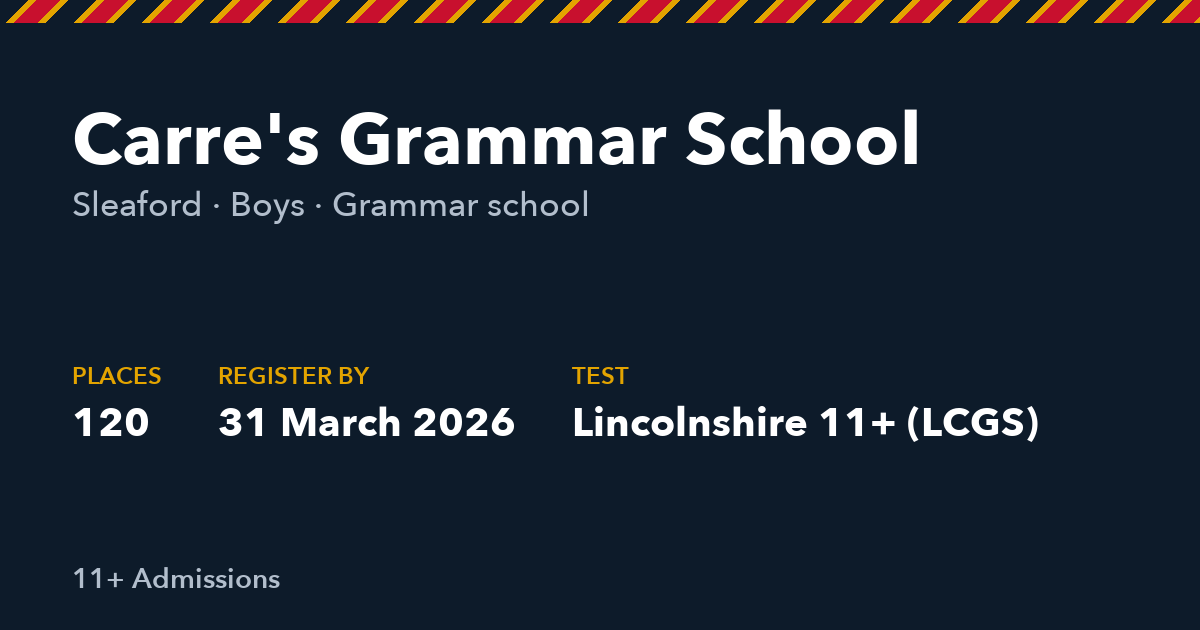 Carre's Grammar School
Sleaford · Boys · Grammar school
PLACES
120
REGISTER BY
31 March 2026
TEST
Lincolnshire 11+ (LCGS)
11+ Admissions